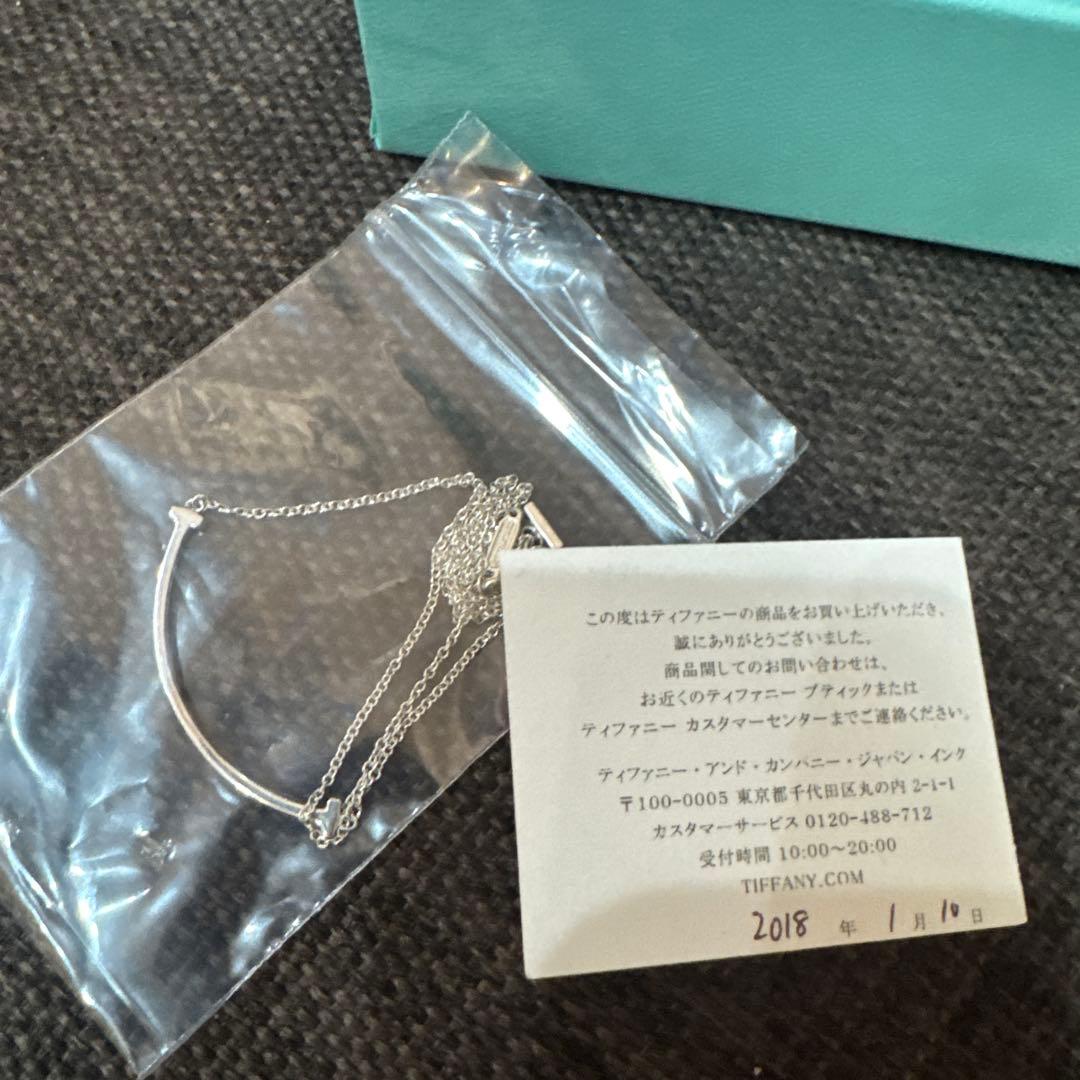 この度はティファニーの商品をお買い上げいただき、
誠にありがとうございました。
商品関してのお問い合わせは、
お近くのティファニー ブティックまたは
ティファニー カスタマーセンターまでご連絡ください。
ティファニー・アンド・カンパニー・ジャパン・インク
〒100-0005 東京都千代田区丸の内 2-1-1
カスタマーサービス 0120-488-712
受付時間 10:00〜20:00
TIFFANY.COM
2018 年 1 月 10 日